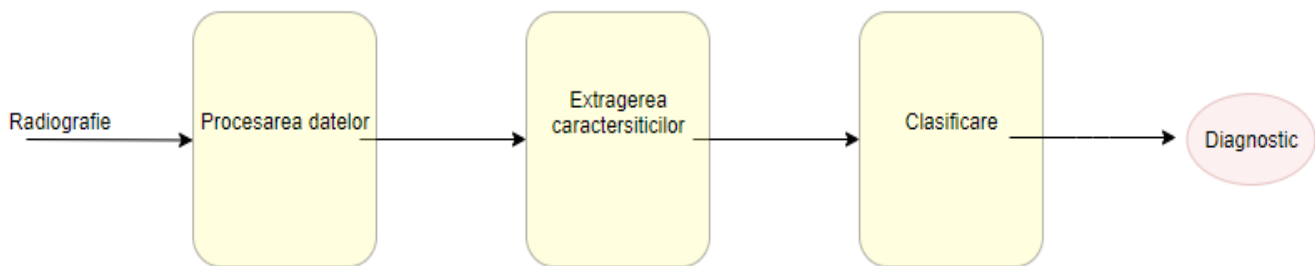 Radiografie
Procesarea datelor
Extragerea
caractersiticilor
Clasificare
Diagnostic